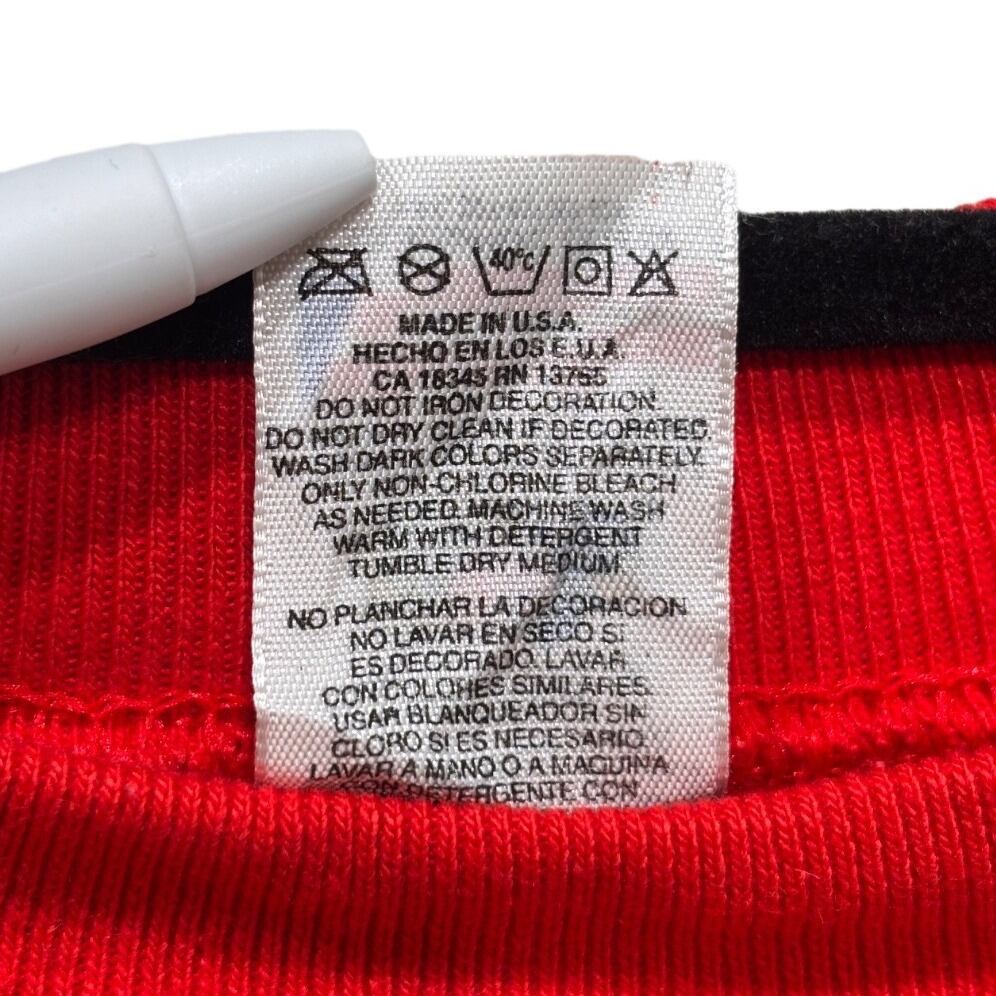 40°C
MADE IN U.S.A.
HECHO EN LOS E.U.A.
CA 18345 RN 13765
DO NOT IRON DECORATION.
DO NOT DRY CLEAN IF DECORATED.
WASH DARK COLORS SEPARATELY.
ONLY NON-CHLORINE BLEACH
AS NEEDED. MACHINE WASH
WARM WITH DETERGENT
TUMBLE DRY MEDIUM
NO PLANCHAR LA DECORACION
NO LAVAR EN SECO SI
ES DECORADO. LAVAR
CON COLORES SIMILARES.
USAR BLANQUEADOR SIN
CLORO SI ES NECESARIO.
LAVAR A MANO O A MAQUINA
CON DETERGENTE CON